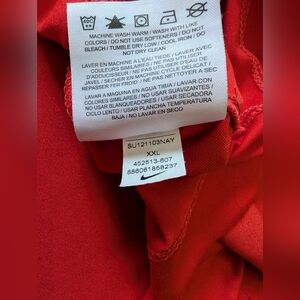 MACHINE WASH WARM / WASH WITH LIKE
COLORS / DO NOT USE SOFTENERS / DO NOT
BLEACH / TUMBLE DRY LOW / COOL IRON / DO
NOT DRY CLEAN
LAVER EN MACHINE A L'EAU TIEDE / LAVER AVEC
COULEURS SIMILAIRES / NE PAS UTILISER
D'ADOUCISSEUR / NE PAS UTILISER D'EAU DE
JAVEL / SECHER EN MACHINE CYCLE DELICAT /
REPASSER FER FROID / NE PAS NETTOYER A SEC
LAVAR A MAQUINA EN AGUA TIBIA / LAVAR CON
COLORES SIMILARES / NO USAR SUAVIZANTES /
NO USAR BLANQUEADOR / USAR SECADORA
CICLO LENTO / USAR PLANCHA TEMPERATURA
BAJA / NO LAVAR EN SECO
SU121103NAY
XXL
452513-607
886061858237